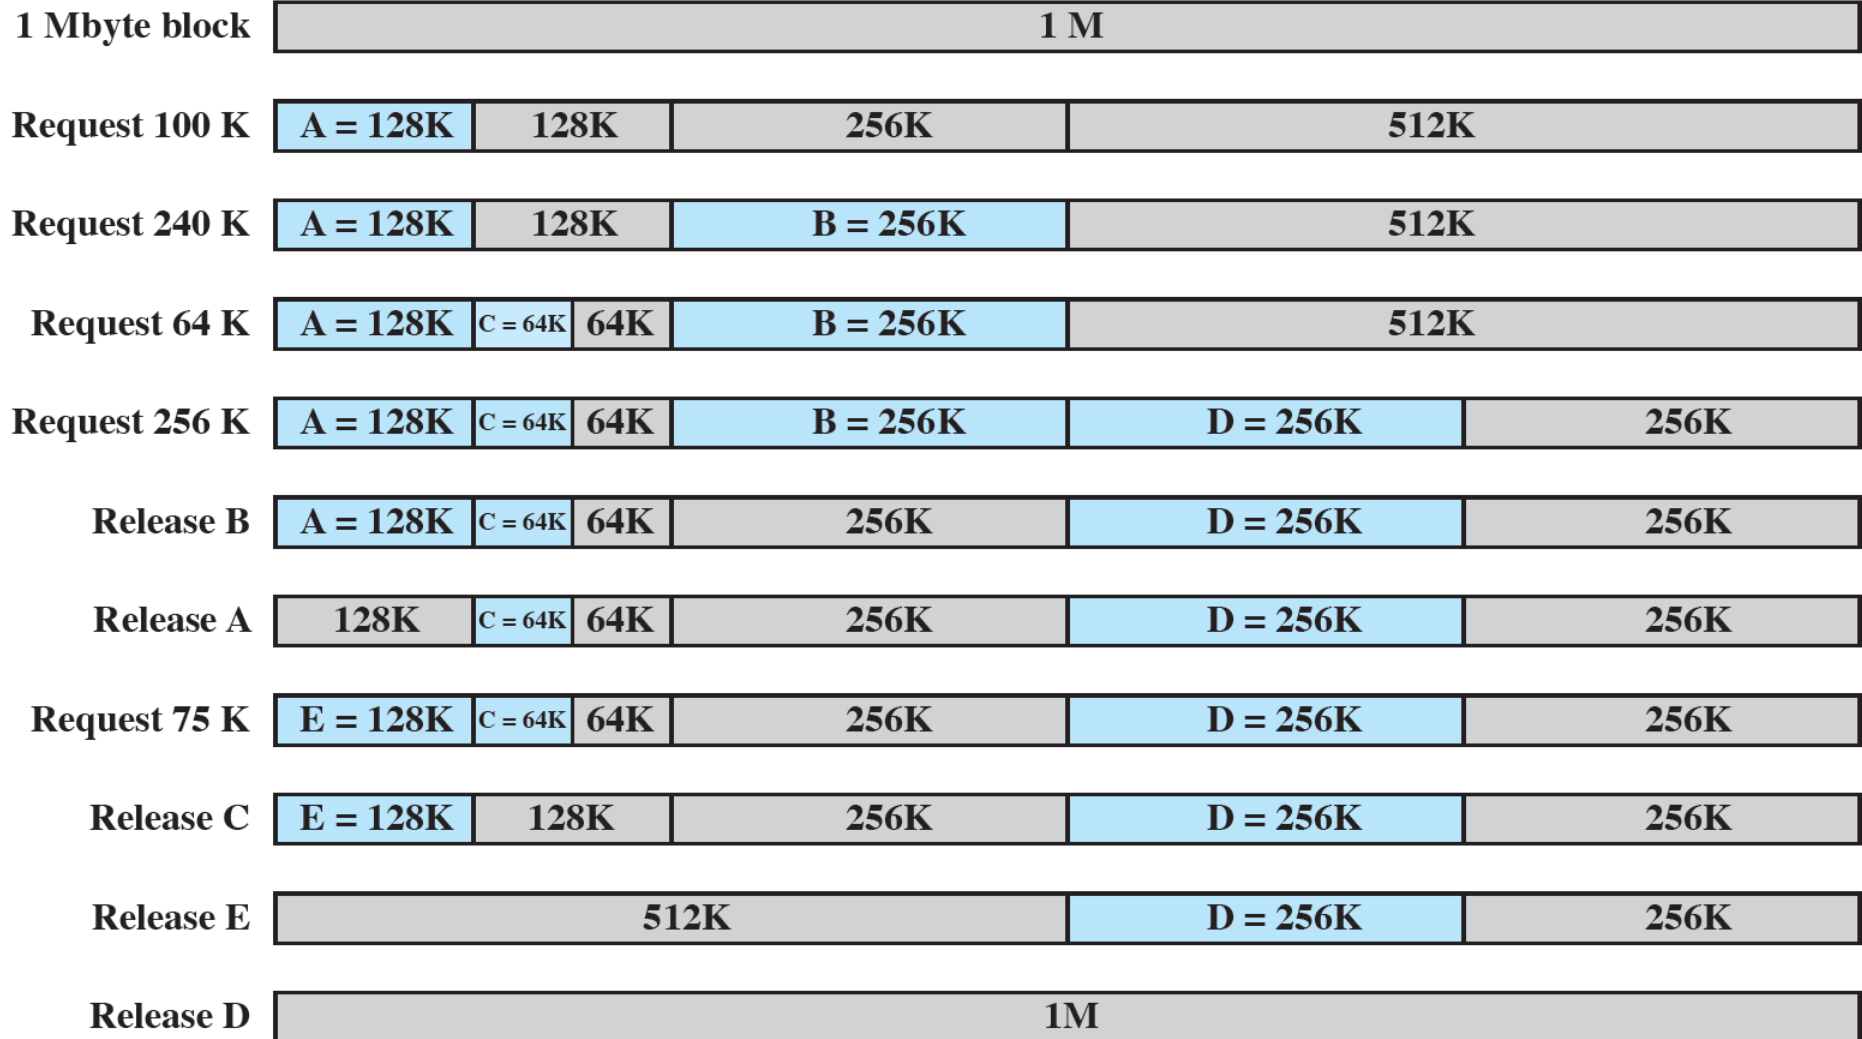 1 Mbyte block 1 M
Request 100 K A = 128K 128K 256K 512K
Request 240 K A = 128K 128K B = 256K 512K
Request 64 K A = 128K C = 64K 64K B = 256K 512K
Request 256 K A = 128K C = 64K 64K B = 256K D = 256K 256K
Release B A = 128K C = 64K 64K 256K D = 256K 256K
Release A 128K C = 64K 64K 256K D = 256K 256K
Request 75 K E = 128K C = 64K 64K 256K D = 256K 256K
Release C E = 128K 128K 256K D = 256K 256K
Release E 512K D = 256K 256K
Release D 1M